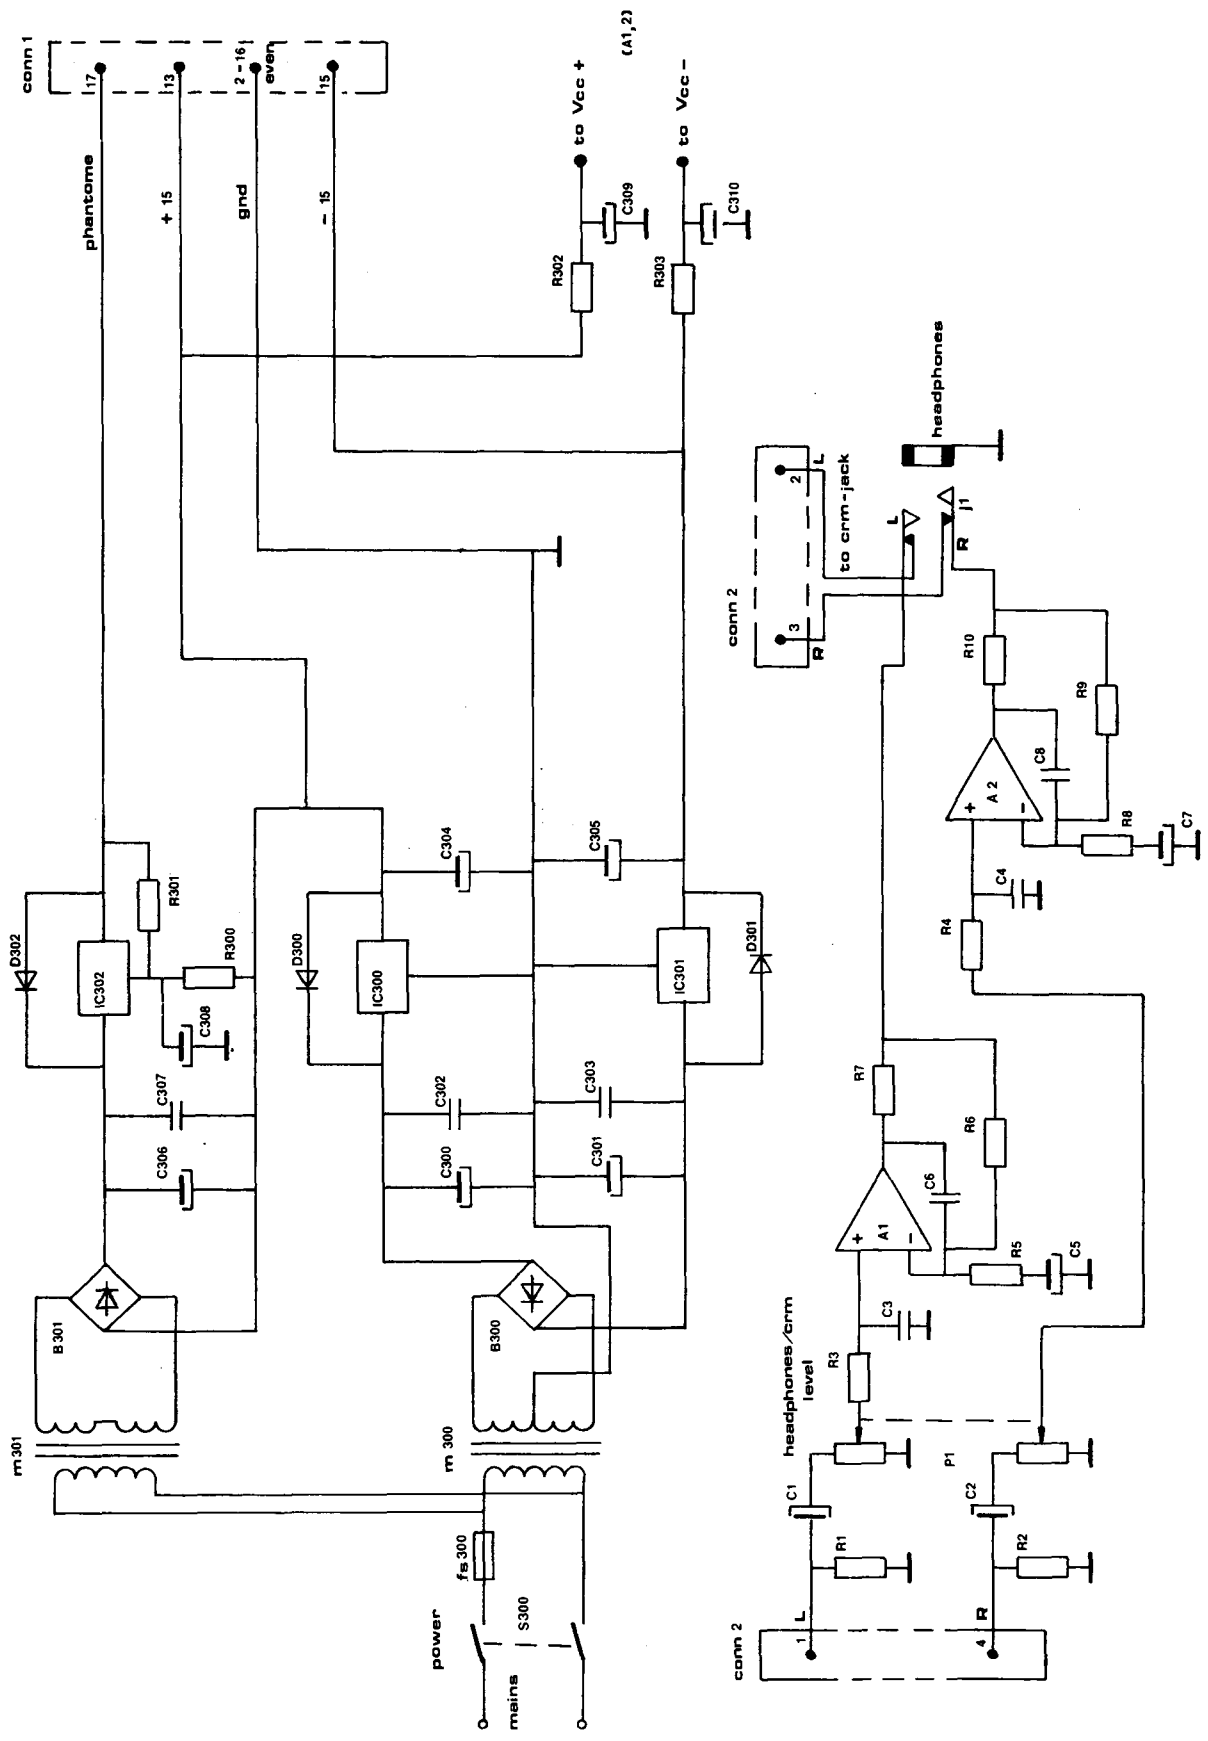 m301
B301
C306
C307
D302
IC302
C308
R301
R300
phantome
17
conn 1
+ 15
13
gnd
2 - 16
even
- 15
15
power
mains
S300
fs300
m 300
B300
C300
C302
D300
IC300
C304
C301
C303
IC301
D301
C305
R302
C309
to Vcc +
R303
C310
to Vcc -
(A1,2)
conn 2
1
L
4
R
R1
C1
R2
C2
headphones/crm
level
P1
R3
C3
+
-
A1
C6
R5
C5
R7
R6
R4
C4
+
-
A 2
C8
R8
C7
R10
R9
conn 2
3
R
2
L
to crm-jack
L
R
j1
headphones